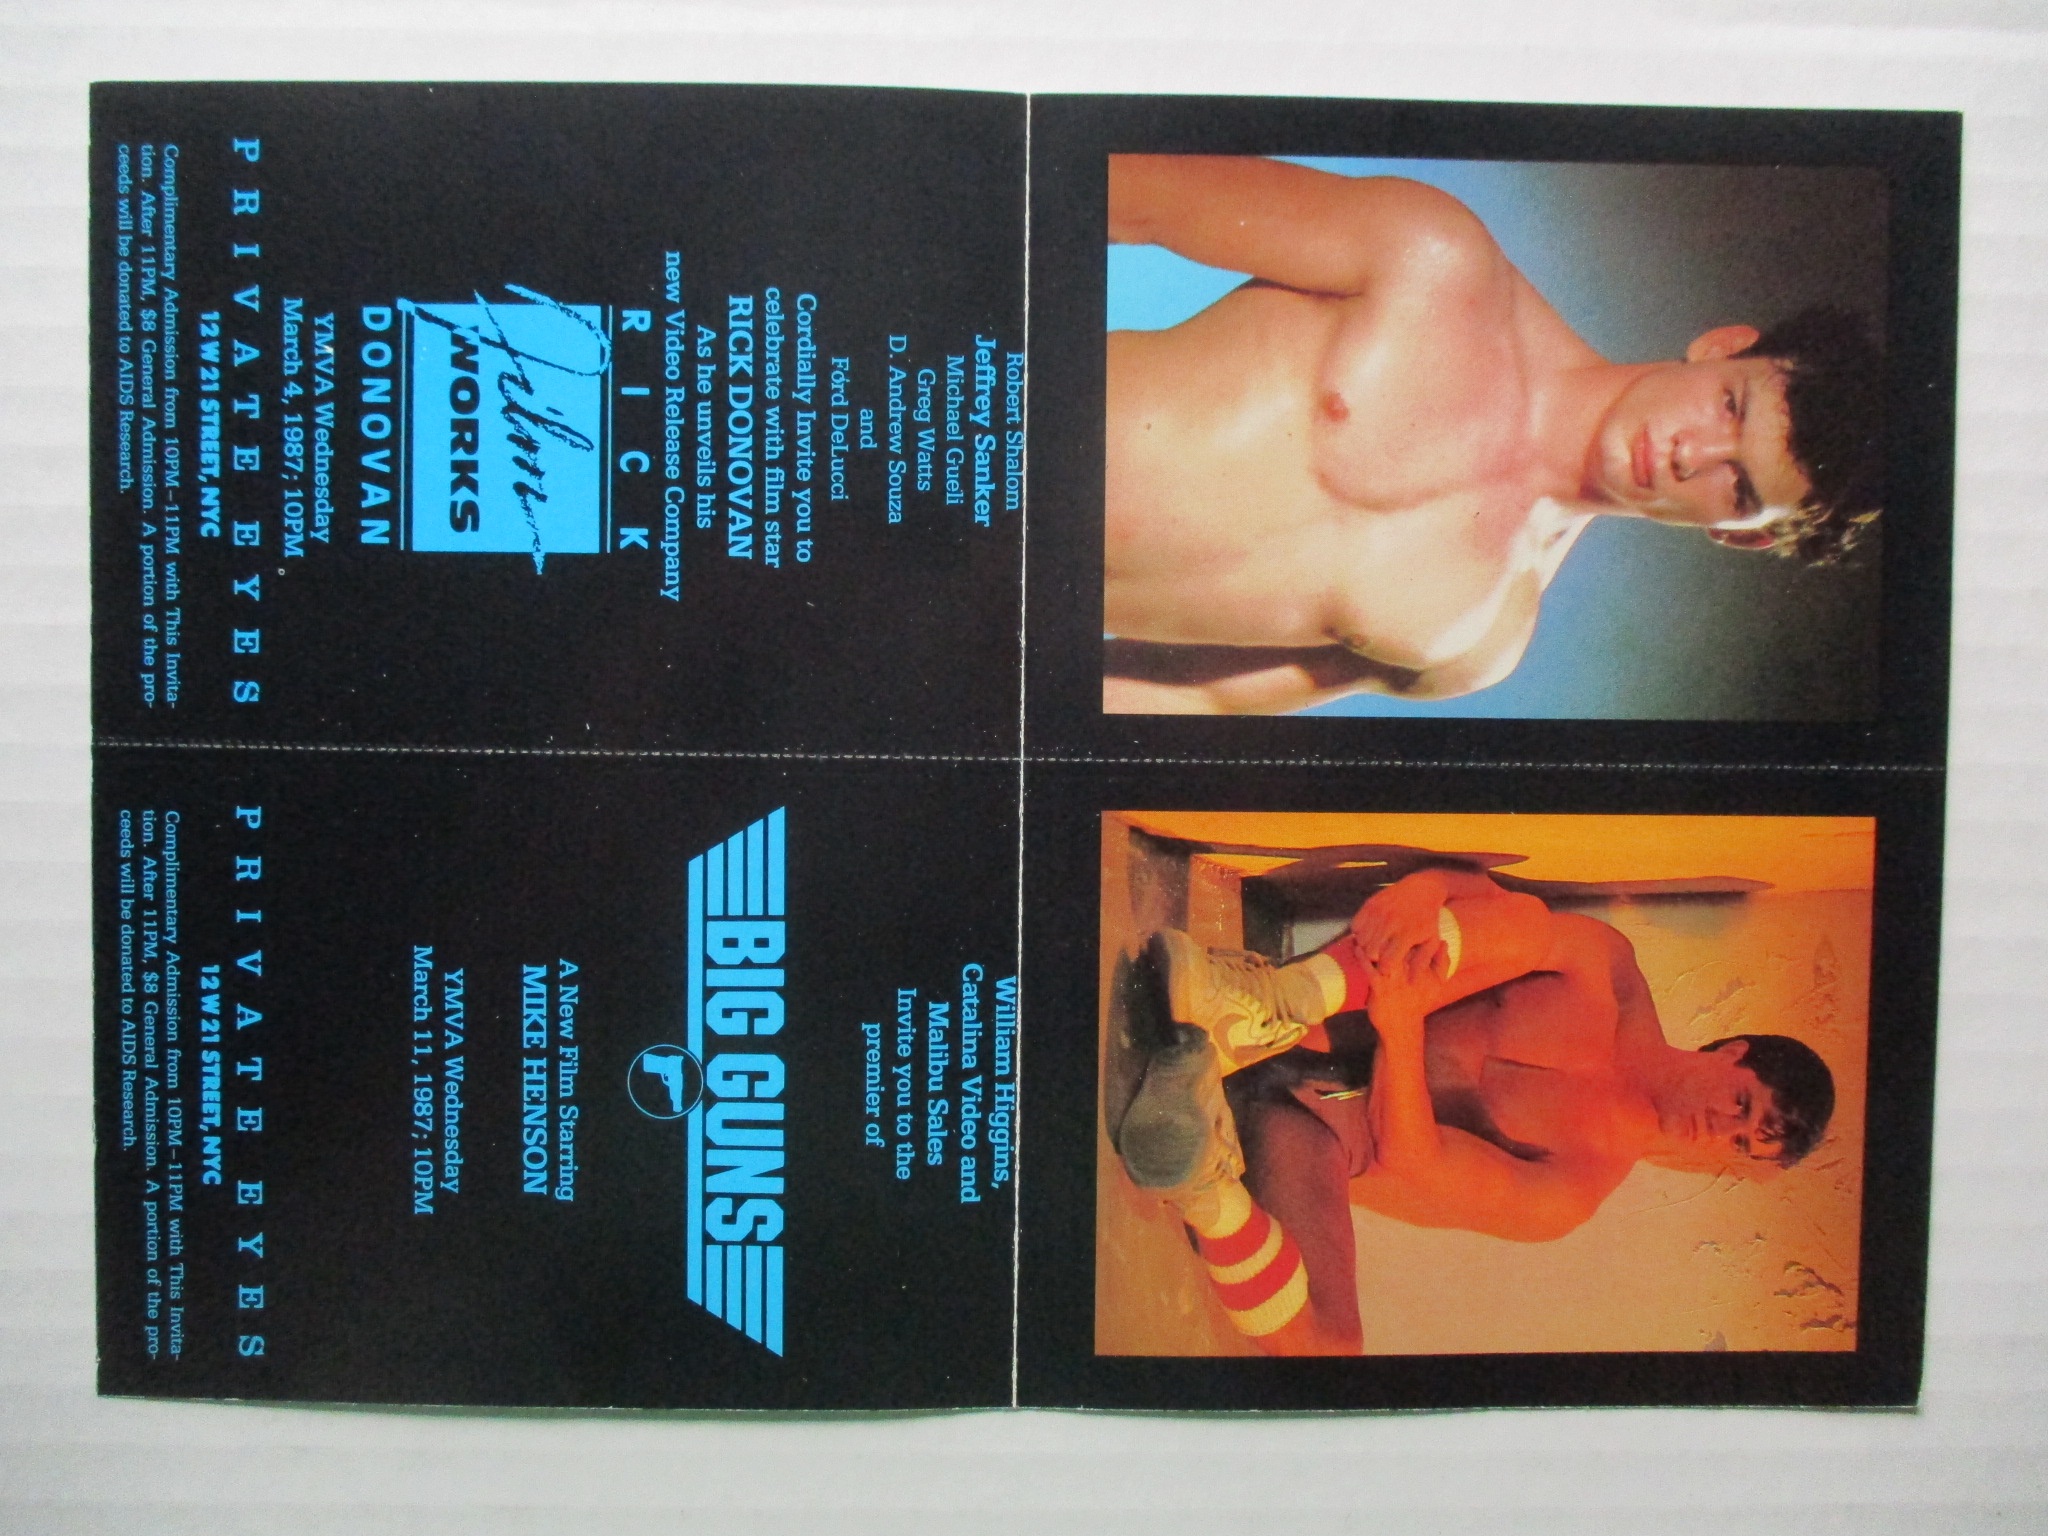 Robert Shalom
Jeffrey Sanker
Michael Gueli
Greg Watts
D. Andrew Souza
and
Ford DeLucci
Cordially Invite you to
celebrate with film star
RICK DONOVAN
As he unveils his
new Video Release Company
RICK
Film
WORKS
DONOVAN
YMVA Wednesday
March 4, 1987; 10PM
PRIVATE EYES
12 W 21 STREET, NYC
Complimentary Admission from 10PM–11PM with This Invita-
tion. After 11PM, $8 General Admission. A portion of the pro-
ceeds will be donated to AIDS Research.
William Higgins,
Catalina Video and
Malibu Sales
Invite you to the
premier of
BIG GUNS
A New Film Starring
MIKE HENSON
YMVA Wednesday
March 11, 1987; 10PM
PRIVATE EYES
12 W 21 STREET, NYC
Complimentary Admission from 10PM–11PM with This Invita-
tion. After 11PM, $8 General Admission. A portion of the pro-
ceeds will be donated to AIDS Research.